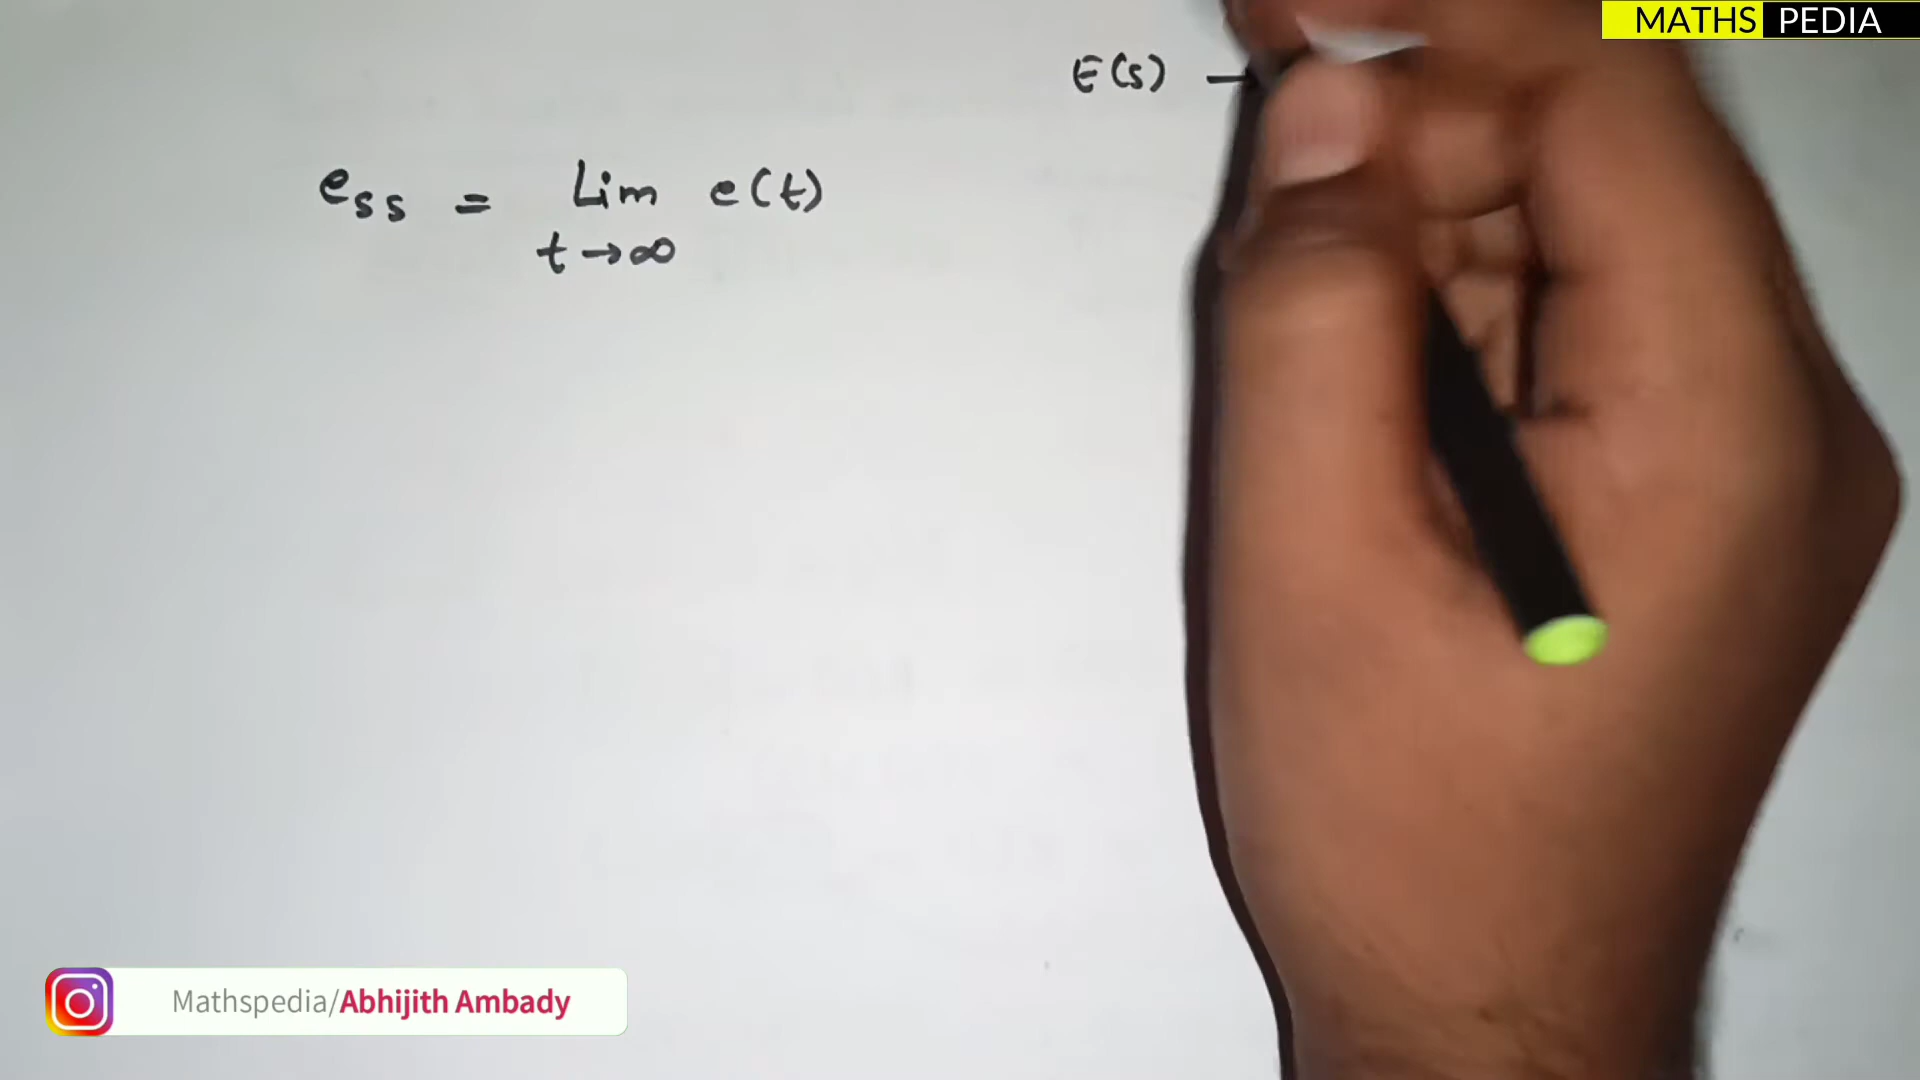 MATHS PEDIA
E(s) →
e_ss = Lim e(t)
t→∞
Mathspedia/Abhijith Ambady